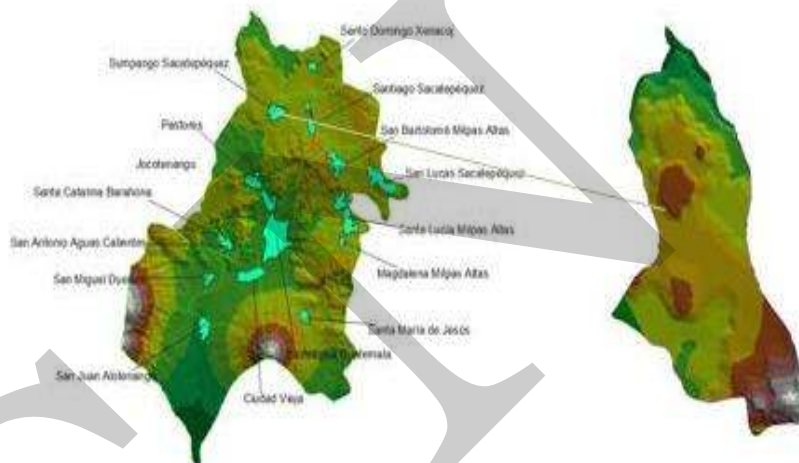 Santo Domingo Xenacoj
Sumpango Sacatepéquez
Santiago Sacatepéquez
Pastores
San Bartolomé Milpas Altas
Jocotenango
San Lucas Sacatepéquez
Santa Catarina Barahona
Santa Lucía Milpas Altas
San Antonio Aguas Calientes
San Miguel Dueñas
Magdalena Milpas Altas
Santa María de Jesús
La Antigua Guatemala
San Juan Alotenango
Ciudad Vieja